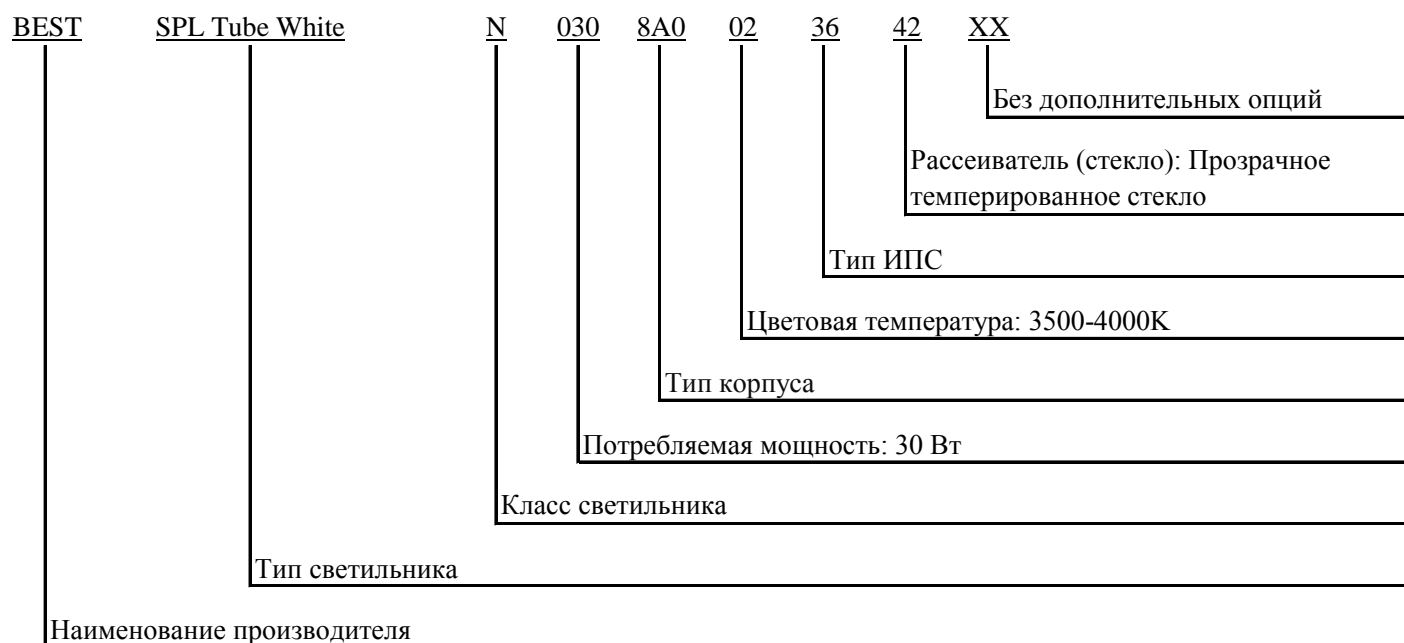 BEST SPL Tube White N 030 8A0 02 36 42 XX
Без дополнительных опций
Рассеиватель (стекло): Прозрачное
темперированное стекло
Тип ИПС
Цветовая температура: 3500-4000K
Тип корпуса
Потребляемая мощность: 30 Вт
Класс светильника
Тип светильника
Наименование производителя